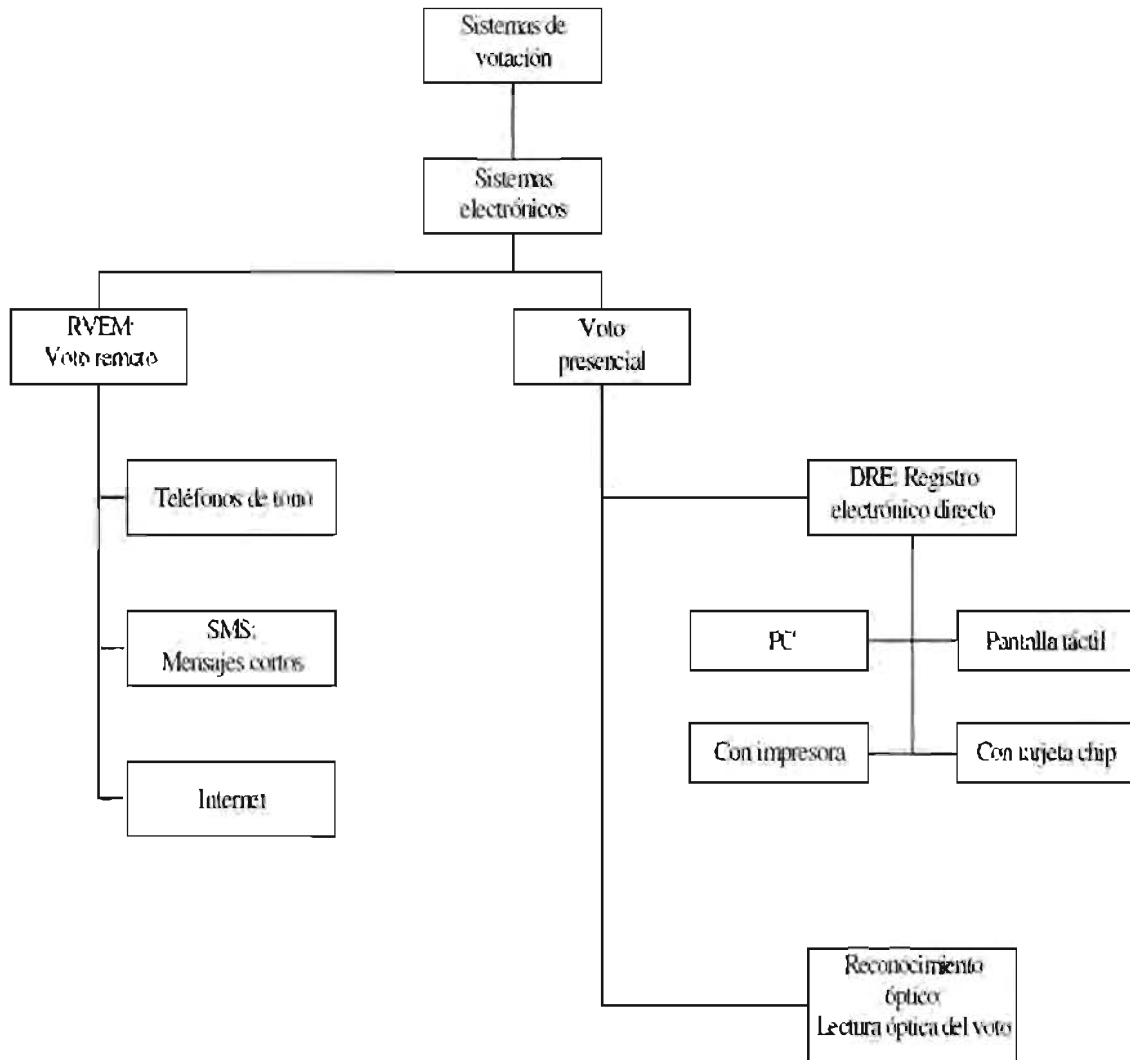 Sistemas de
votación
Sistemas
electrónicos
RVEM:
Voto remoto
Voto
presencial
Teléfonos de tono
DRE: Registro
electrónico directo
SMS:
Mensajes cortos
PC
Pantalla táctil
Con impresora
Con tarjeta chip
Internet
Reconocimiento
óptico:
Lectura óptica del voto